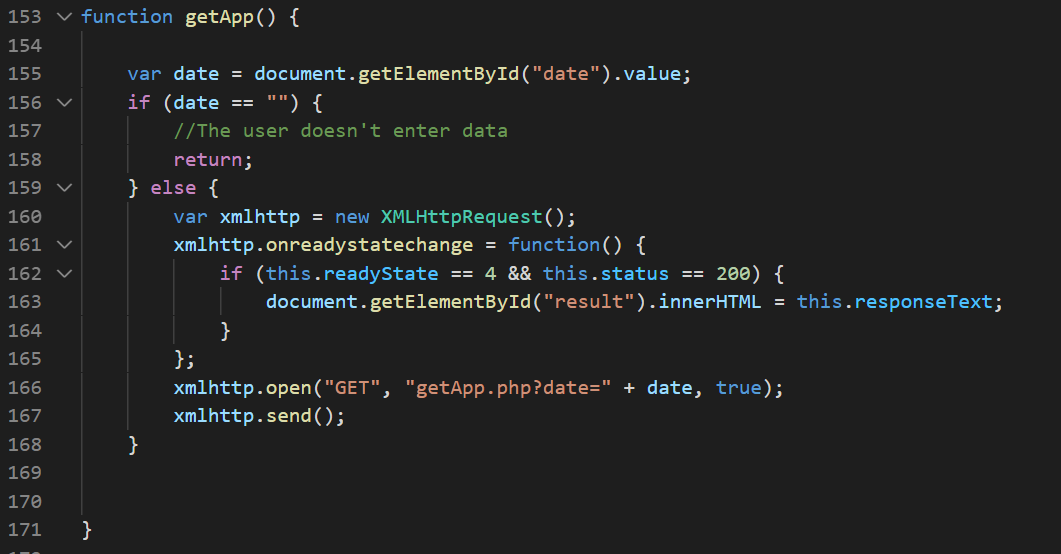 153 function getApp() {
154
155 var date = document.getElementById("date").value;
156 if (date == "") {
157 //The user doesn't enter data
158 return;
159 } else {
160 var xmlhttp = new XMLHttpRequest();
161 xmlhttp.onreadystatechange = function() {
162 if (this.readyState == 4 && this.status == 200) {
163 document.getElementById("result").innerHTML = this.responseText;
164 }
165 };
166 xmlhttp.open("GET", "getApp.php?date=" + date, true);
167 xmlhttp.send();
168 }
169
170
171 }